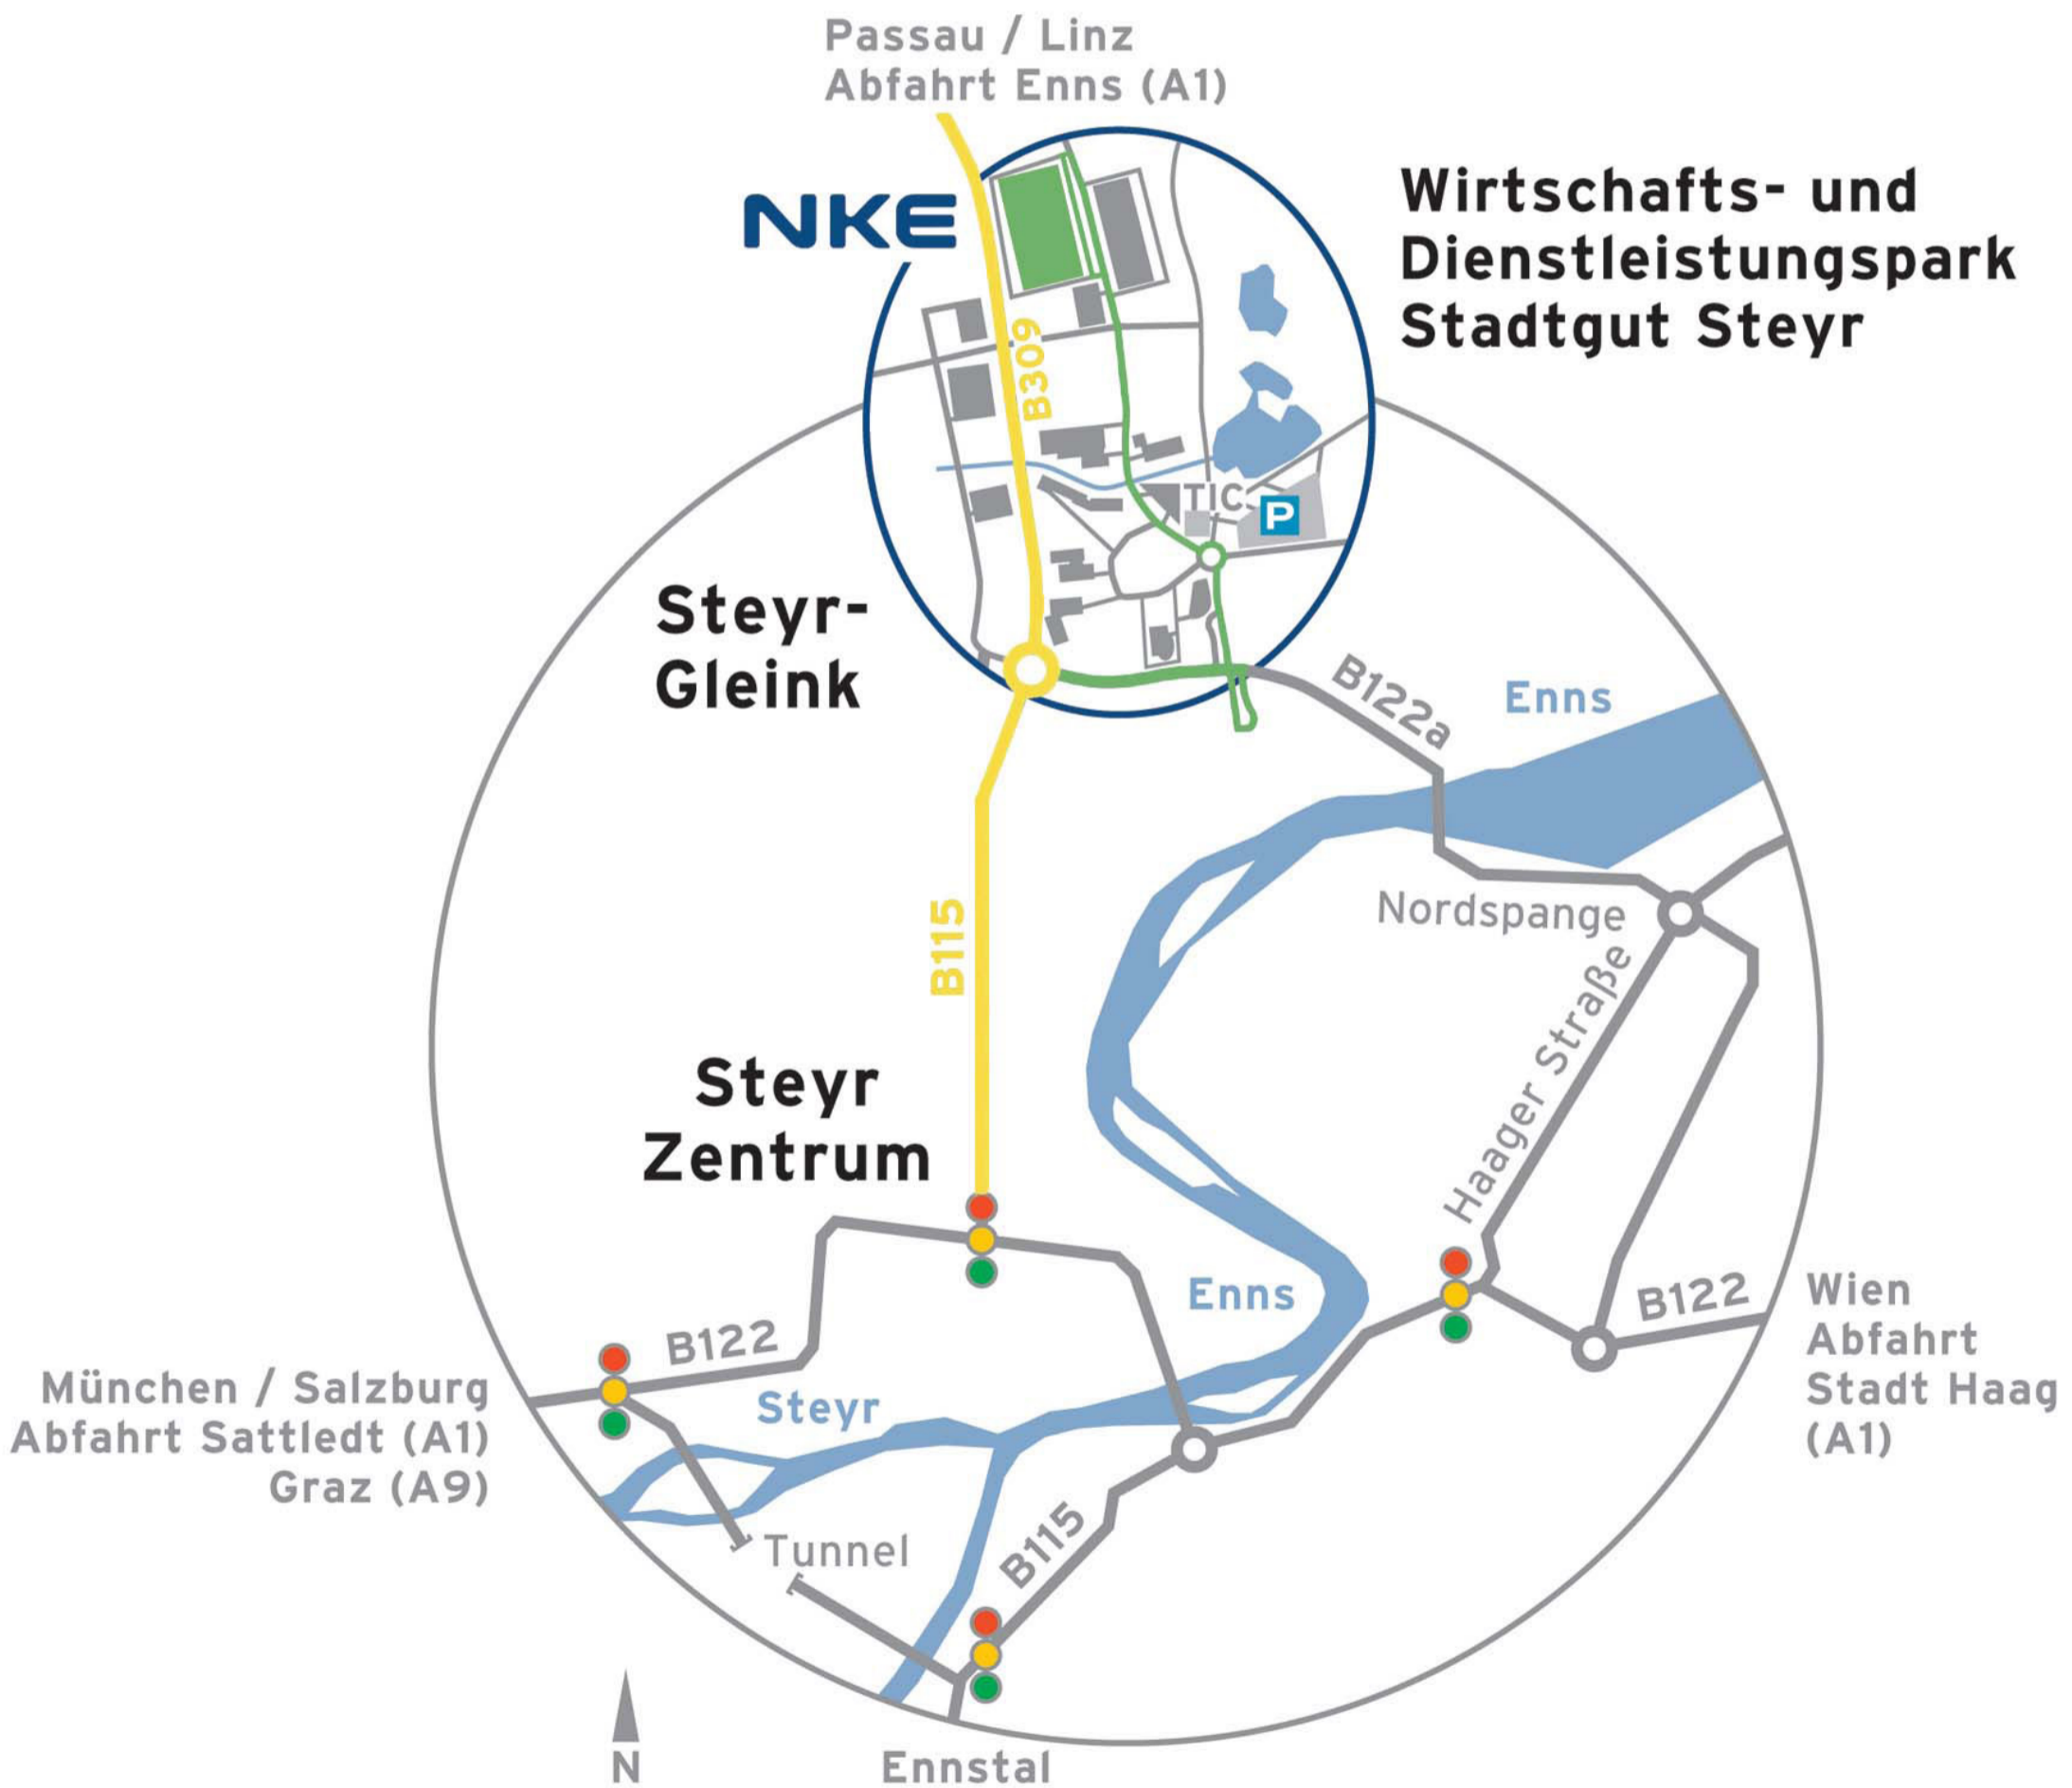 Passau / Linz
Abfahrt Enns (A1)
NKE
Wirtschafts- und
Dienstleistungspark
Stadtgut Steyr
B309
TIC
P
Steyr-
Gleink
B122a
Enns
B115
Nordspange
Haager Straße
Steyr
Zentrum
Enns
B122
Wien
Abfahrt
Stadt Haag
(A1)
B122
München / Salzburg
Abfahrt Sattledt (A1)
Graz (A9)
Steyr
B115
Tunnel
N
Ennstal